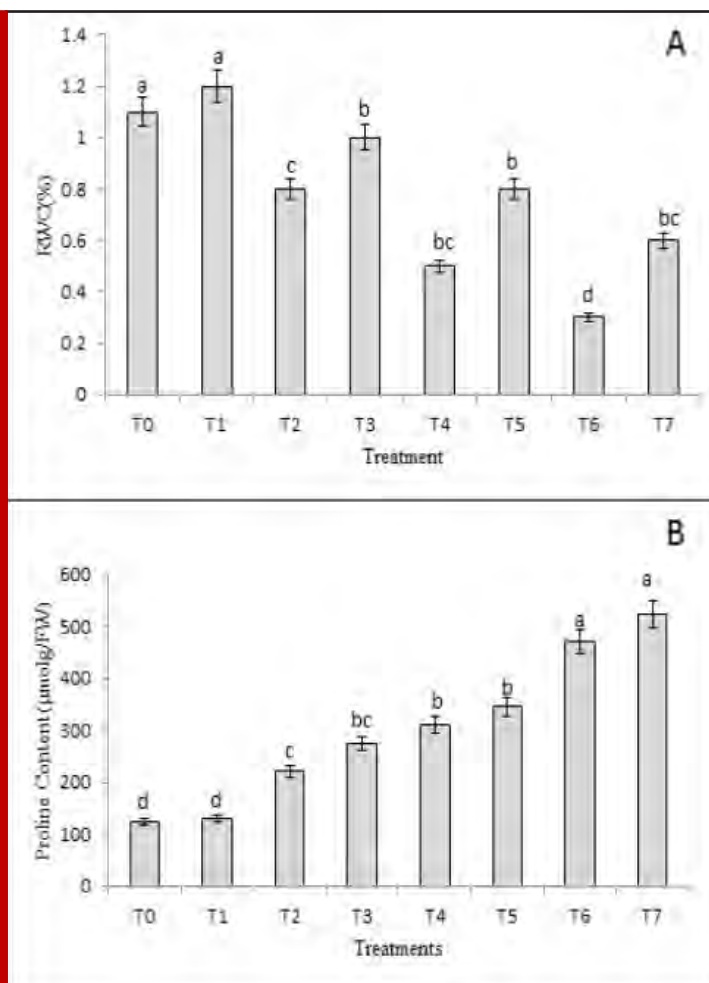 A
1.4
1.2
1
0.8
0.6
0.4
0.2
0
RWC(%)
a
a
c
b
bc
b
d
bc
T0 T1 T2 T3 T4 T5 T6 T7
Treatment
B
600
500
400
300
200
100
0
Proline Content (µmolg/FW)
d
d
c
bc
b
b
a
a
T0 T1 T2 T3 T4 T5 T6 T7
Treatments